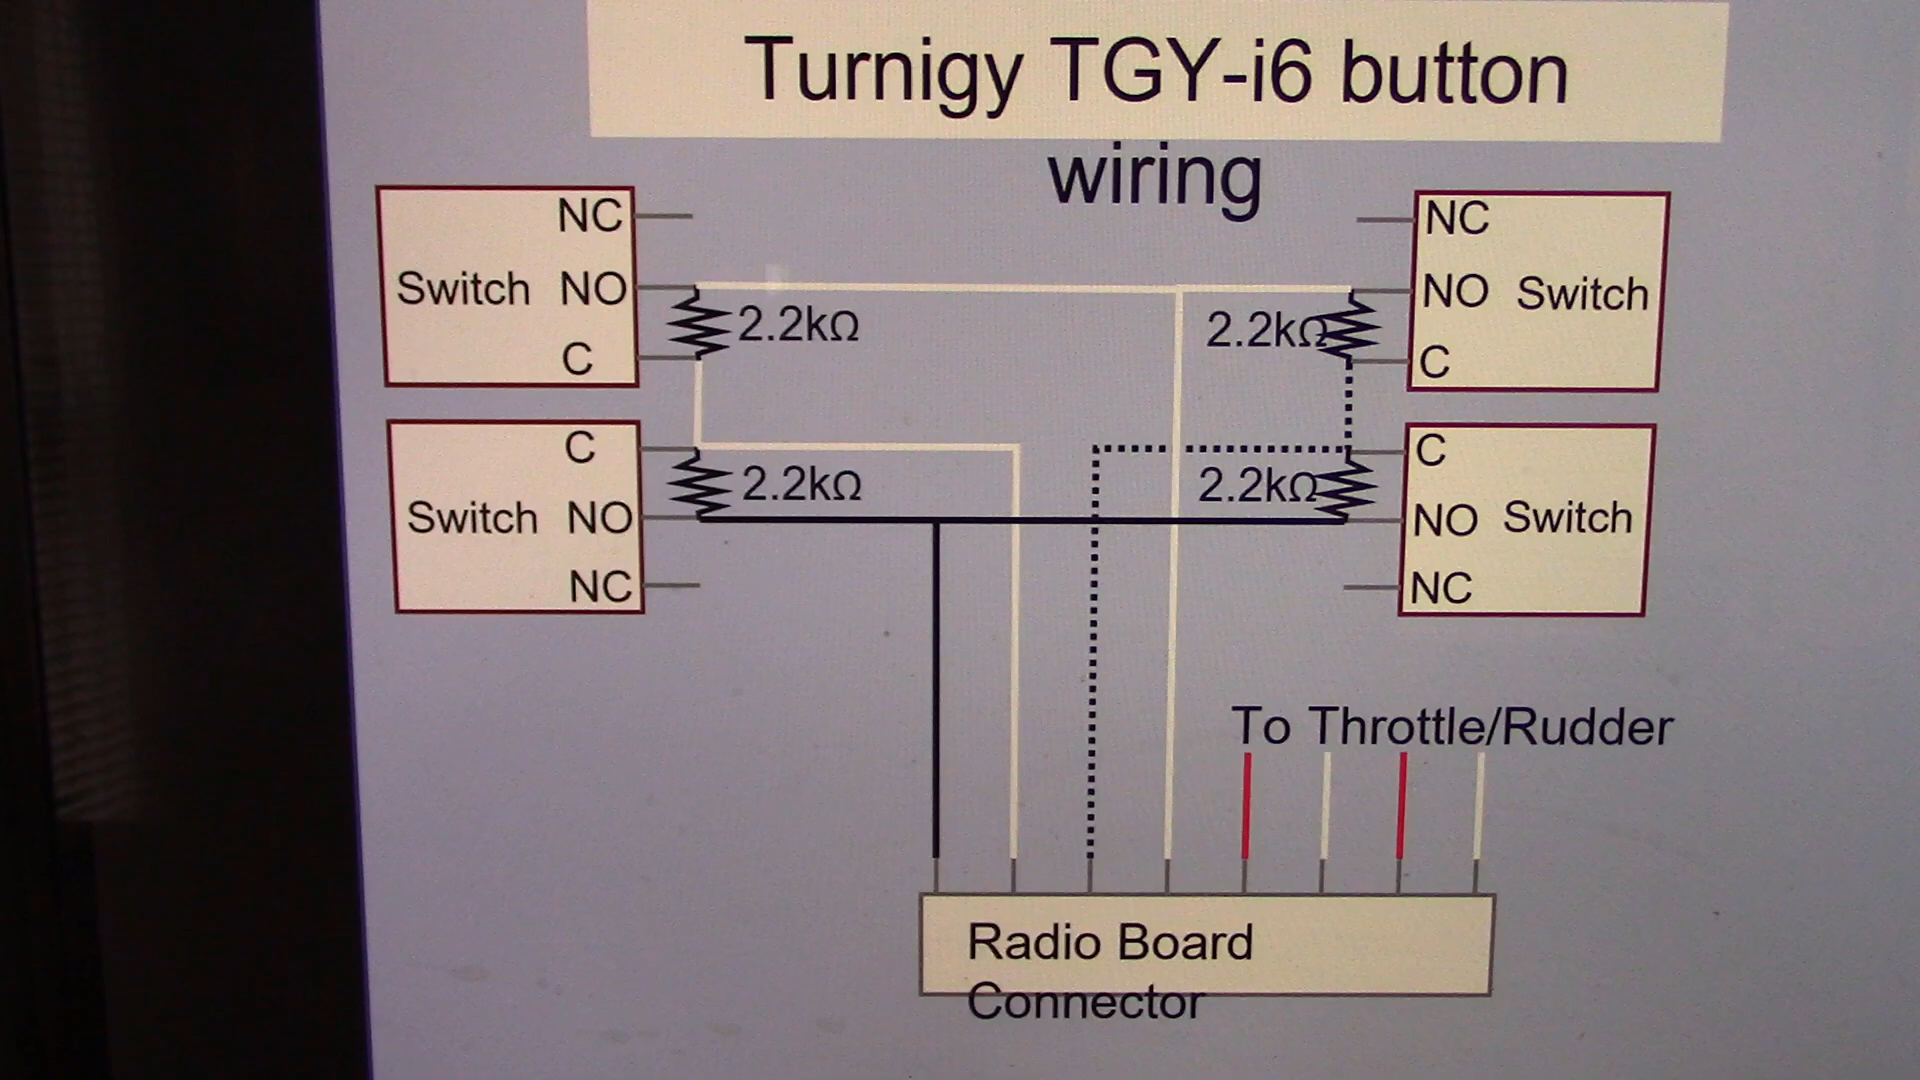 Turnigy TGY-i6 button
wiring
NC
Switch NO
C
2.2kΩ
NC
NO Switch
C
2.2kΩ
C
Switch NO
NC
2.2kΩ
C
NO Switch
NC
2.2kΩ
To Throttle/Rudder
Radio Board
Connector